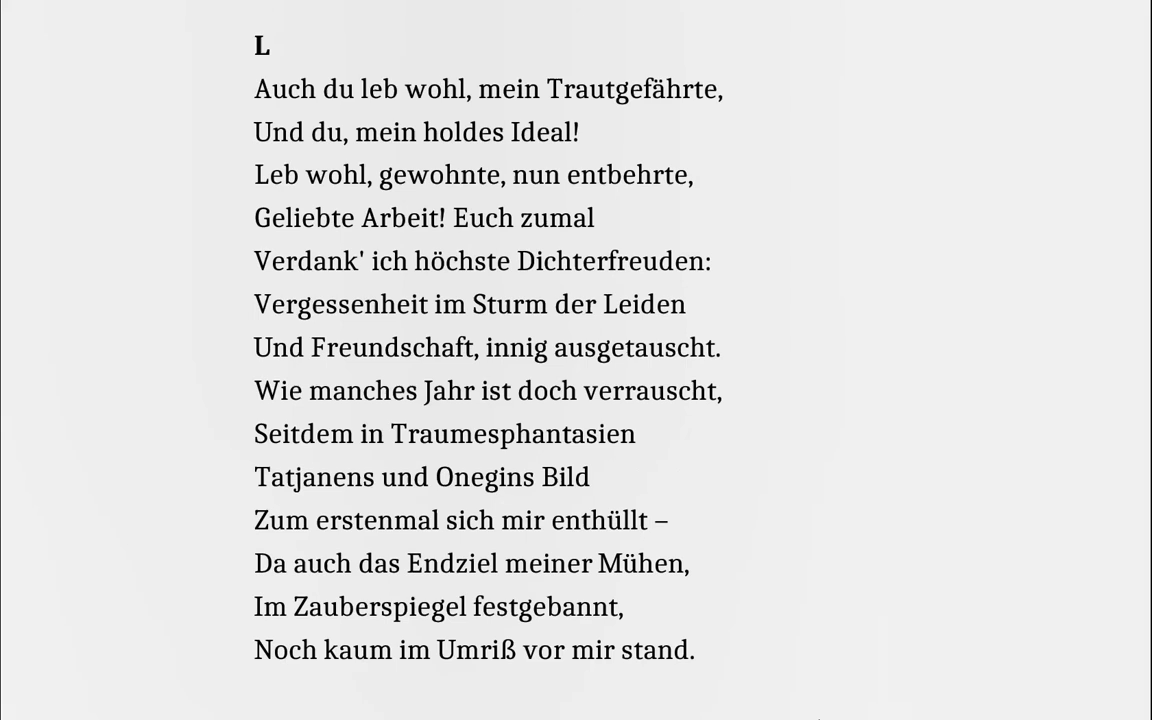 L
Auch du leb wohl, mein Trautgefährte,
Und du, mein holdes Ideal!
Leb wohl, gewohnte, nun entbehrte,
Geliebte Arbeit! Euch zumal
Verdank' ich höchste Dichterfreuden:
Vergessenheit im Sturm der Leiden
Und Freundschaft, innig ausgetauscht.
Wie manches Jahr ist doch verrauscht,
Seitdem in Traumesphantasien
Tatjanens und Onegins Bild
Zum erstenmal sich mir enthüllt –
Da auch das Endziel meiner Mühen,
Im Zauberspiegel festgebannt,
Noch kaum im Umriß vor mir stand.